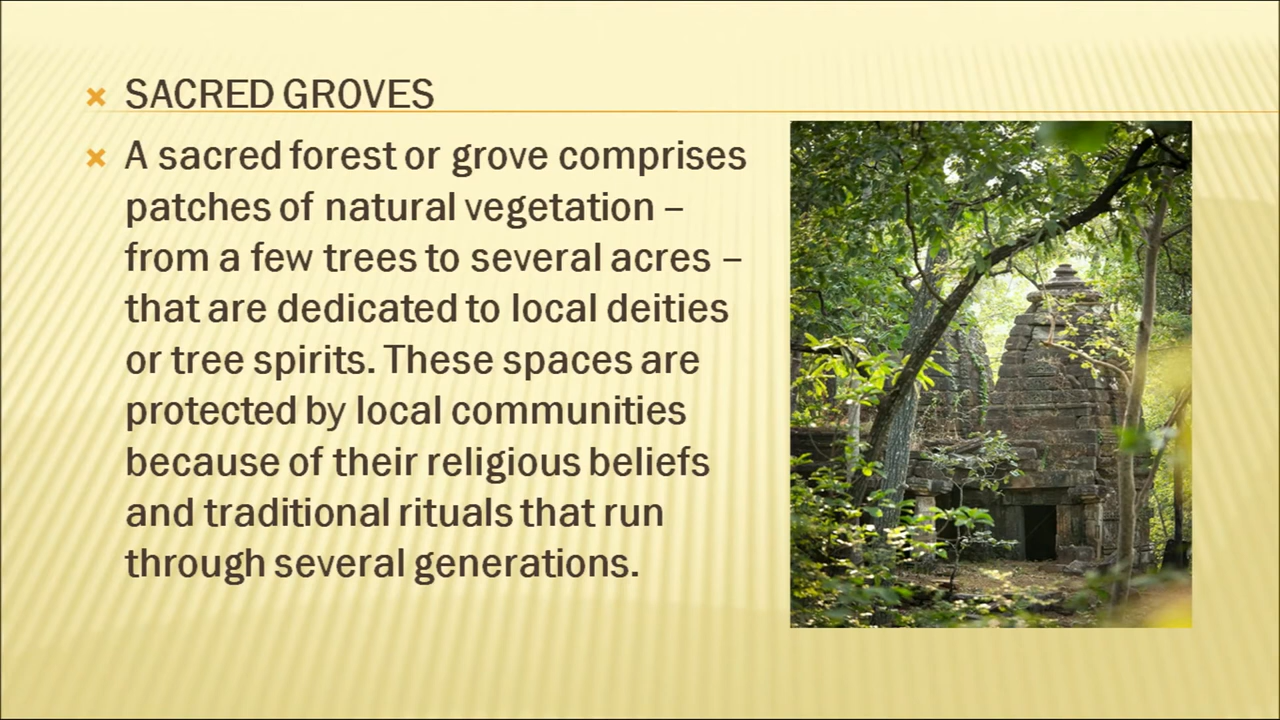 SACRED GROVES
A sacred forest or grove comprises
patches of natural vegetation –
from a few trees to several acres –
that are dedicated to local deities
or tree spirits. These spaces are
protected by local communities
because of their religious beliefs
and traditional rituals that run
through several generations.